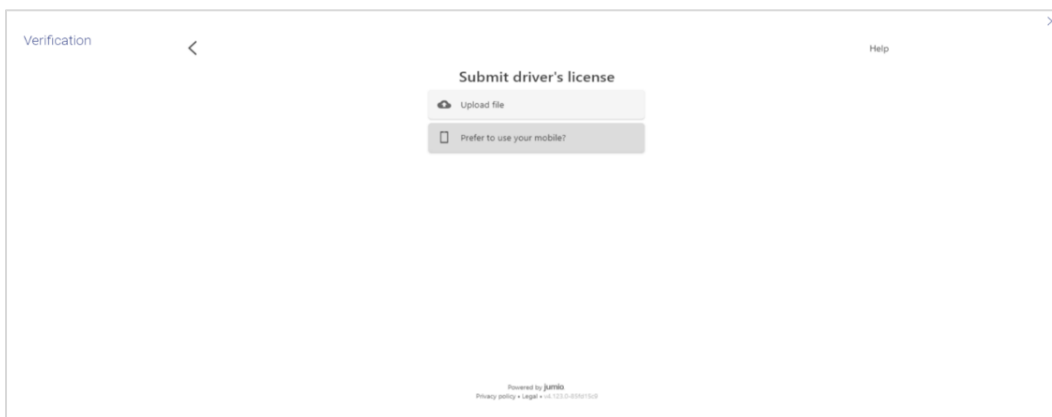 Verification
Help
Submit driver's license
Upload file
Prefer to use your mobile?
Powered by jumio
Privacy policy • Legal •